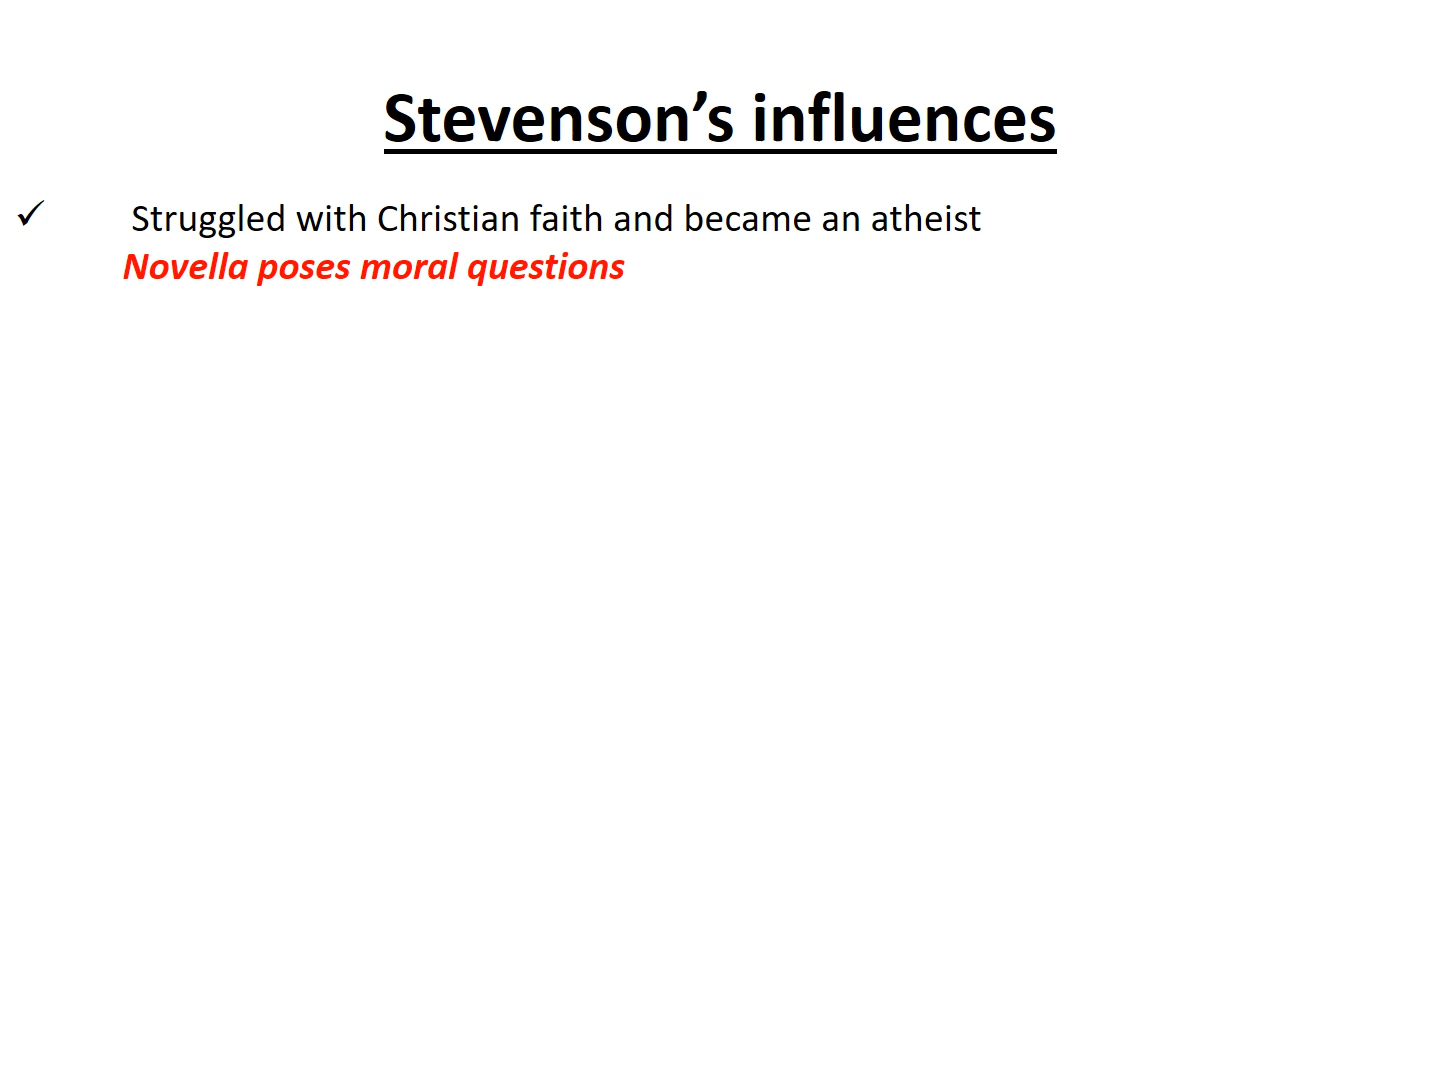 Stevenson’s influences
✓ Struggled with Christian faith and became an atheist
Novella poses moral questions